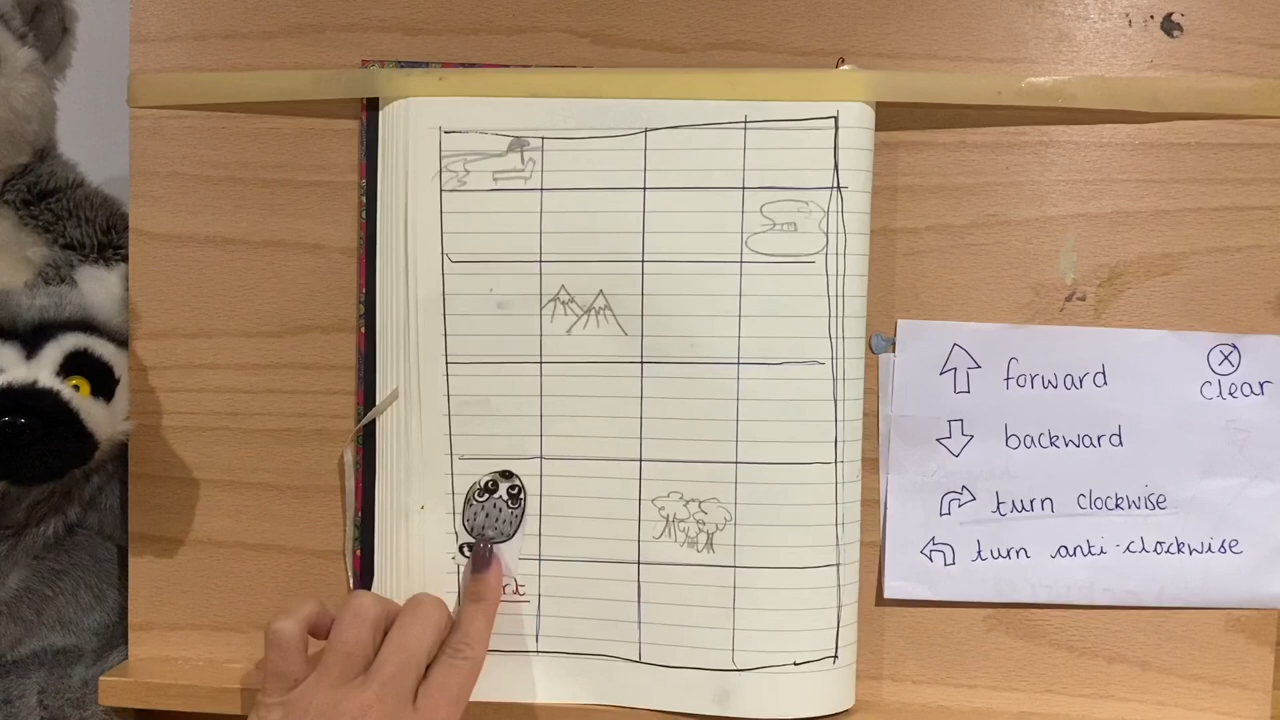 forward
clear
backward
turn clockwise
turn anti-clockwise